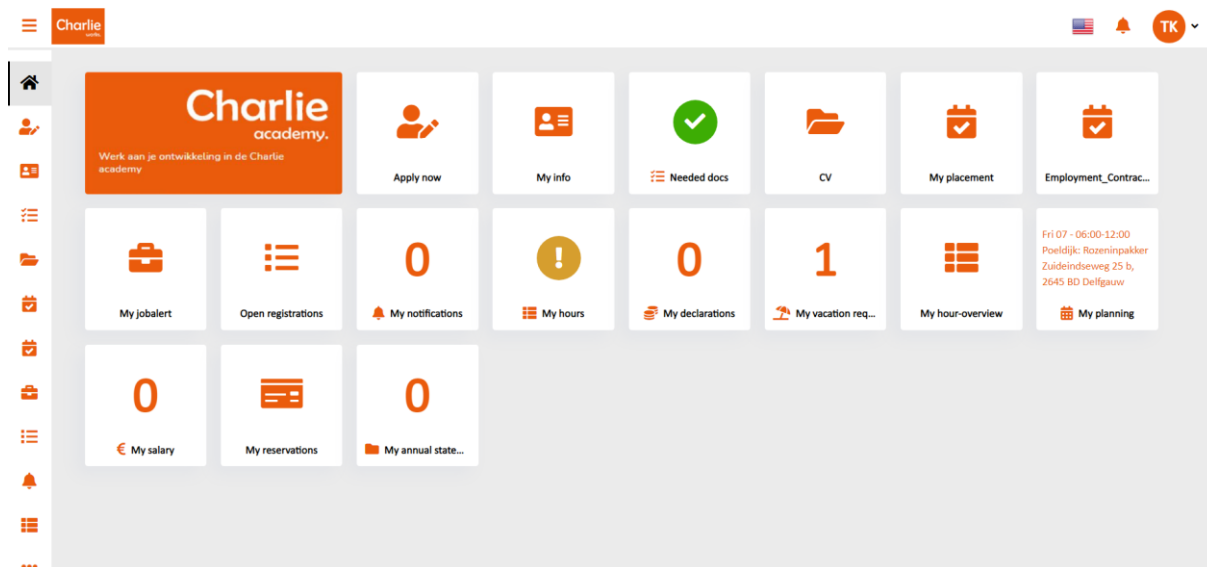 Charlie
works.
TK
Charlie
academy.
Werk aan je ontwikkeling in de Charlie
academy
Apply now
My info
Needed docs
CV
My placement
Employment_Contrac...
My jobalert
Open registrations
0
My notifications
!
My hours
0
My declarations
1
My vacation req...
My hour-overview
Fri 07 - 06:00-12:00
Poeldijk: Rozeninpakker
Zuideindseweg 25 b,
2645 BD Delfgauw
My planning
0
€ My salary
My reservations
0
My annual state...